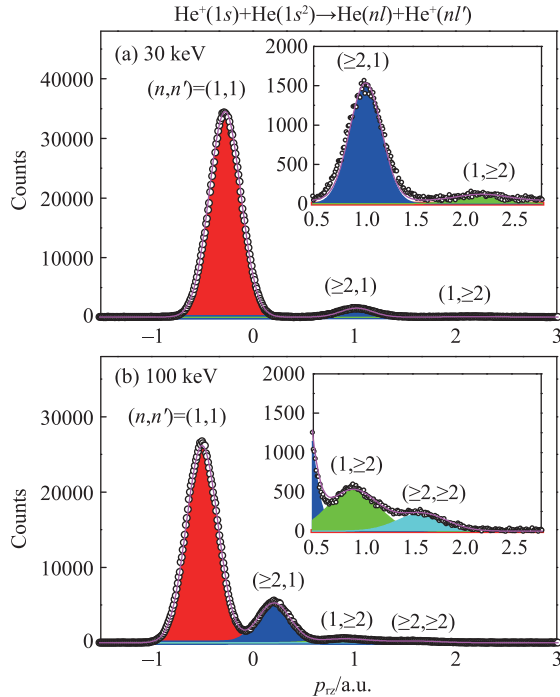 He⁺(1s)+He(1s²)→He(nl)+He⁺(nl′)
(a) 30 keV
(n,n′)=(1,1)
40000
30000
20000
10000
0
Counts
(≥2,1)
(1,≥2)
−1 0 1 2 3
2000
1500
1000
500
0
(≥2,1)
(1,≥2)
0.5 1.0 1.5 2.0 2.5
(b) 100 keV
(n,n′)=(1,1)
30000
20000
10000
0
Counts
(≥2,1)
(1,≥2)
(≥2,≥2)
−1 0 1 2 3
2000
1500
1000
500
0
(1,≥2)
(≥2,≥2)
0.5 1.0 1.5 2.0 2.5
p_rz/a.u.